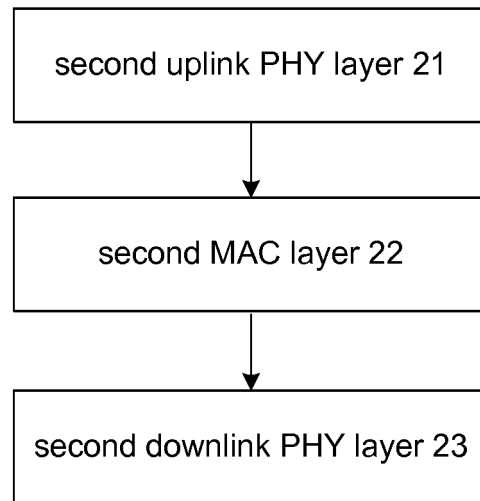 second uplink PHY layer 21
second MAC layer 22
second downlink PHY layer 23